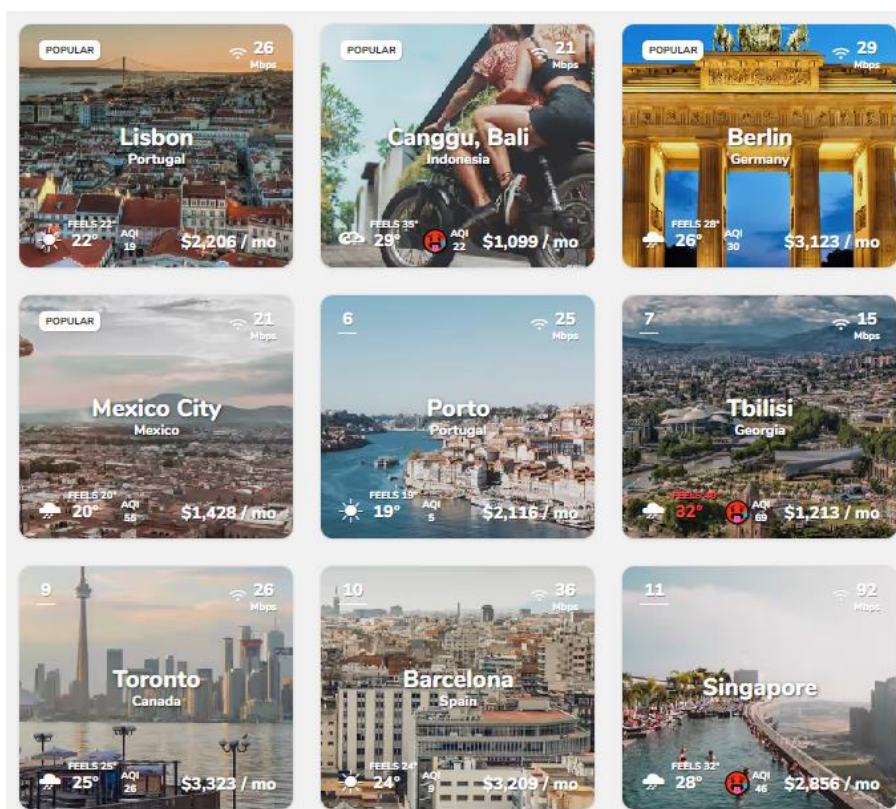 POPULAR
26
Mbps
Lisbon
Portugal
FEELS 22°
22°
AQI
19
$2,206 / mo
POPULAR
21
Mbps
Canggu, Bali
Indonesia
FEELS 35°
29°
AQI
22
$1,099 / mo
POPULAR
29
Mbps
Berlin
Germany
FEELS 28°
26°
AQI
30
$3,123 / mo
POPULAR
21
Mbps
Mexico City
Mexico
FEELS 20°
20°
AQI
$1,428 / mo
6
25
Mbps
Porto
Portugal
FEELS 19°
19°
AQI
5
$2,116 / mo
7
15
Mbps
Tbilisi
Georgia
FEELS
32°
AQI
69
$1,213 / mo
9
26
Mbps
Toronto
Canada
FEELS 25°
25°
AQI
26
$3,323 / mo
10
36
Mbps
Barcelona
Spain
FEELS 24°
24°
AQI
9
$3,209 / mo
11
92
Mbps
Singapore
FEELS 32°
28°
AQI
46
$2,856 / mo